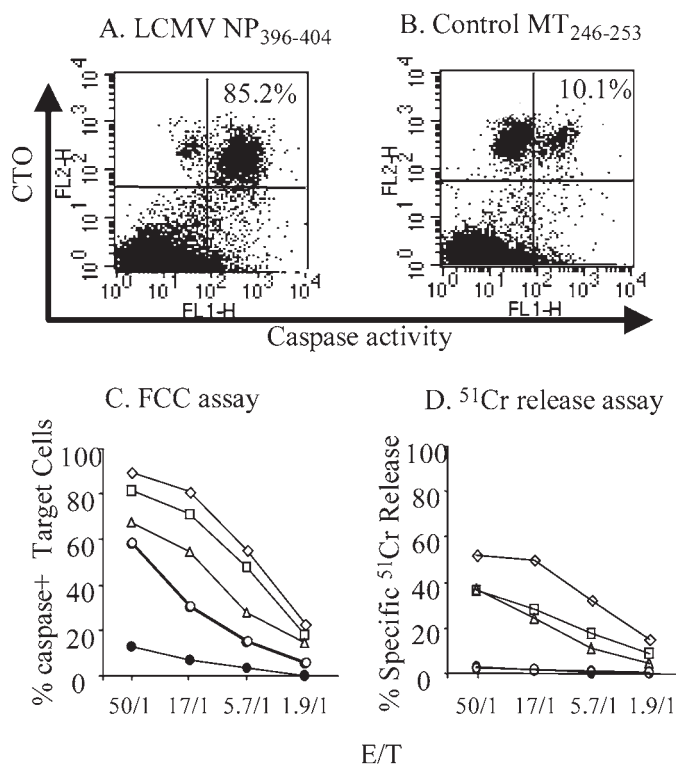 A. LCMV NP396-404
B. Control MT246-253
85.2%
10.1%
CTO
FL2-H
10^0 10^1 10^2 10^3 10^4
10^0 10^1 10^2 10^3 10^4
FL1-H
FL2-H
10^0 10^1 10^2 10^3 10^4
10^0 10^1 10^2 10^3 10^4
FL1-H
Caspase activity
C. FCC assay
D. 51Cr release assay
% caspase+ Target Cells
100
80
60
40
20
0
50/1 17/1 5.7/1 1.9/1
% Specific 51Cr Release
100
80
60
40
20
0
50/1 17/1 5.7/1 1.9/1
E/T